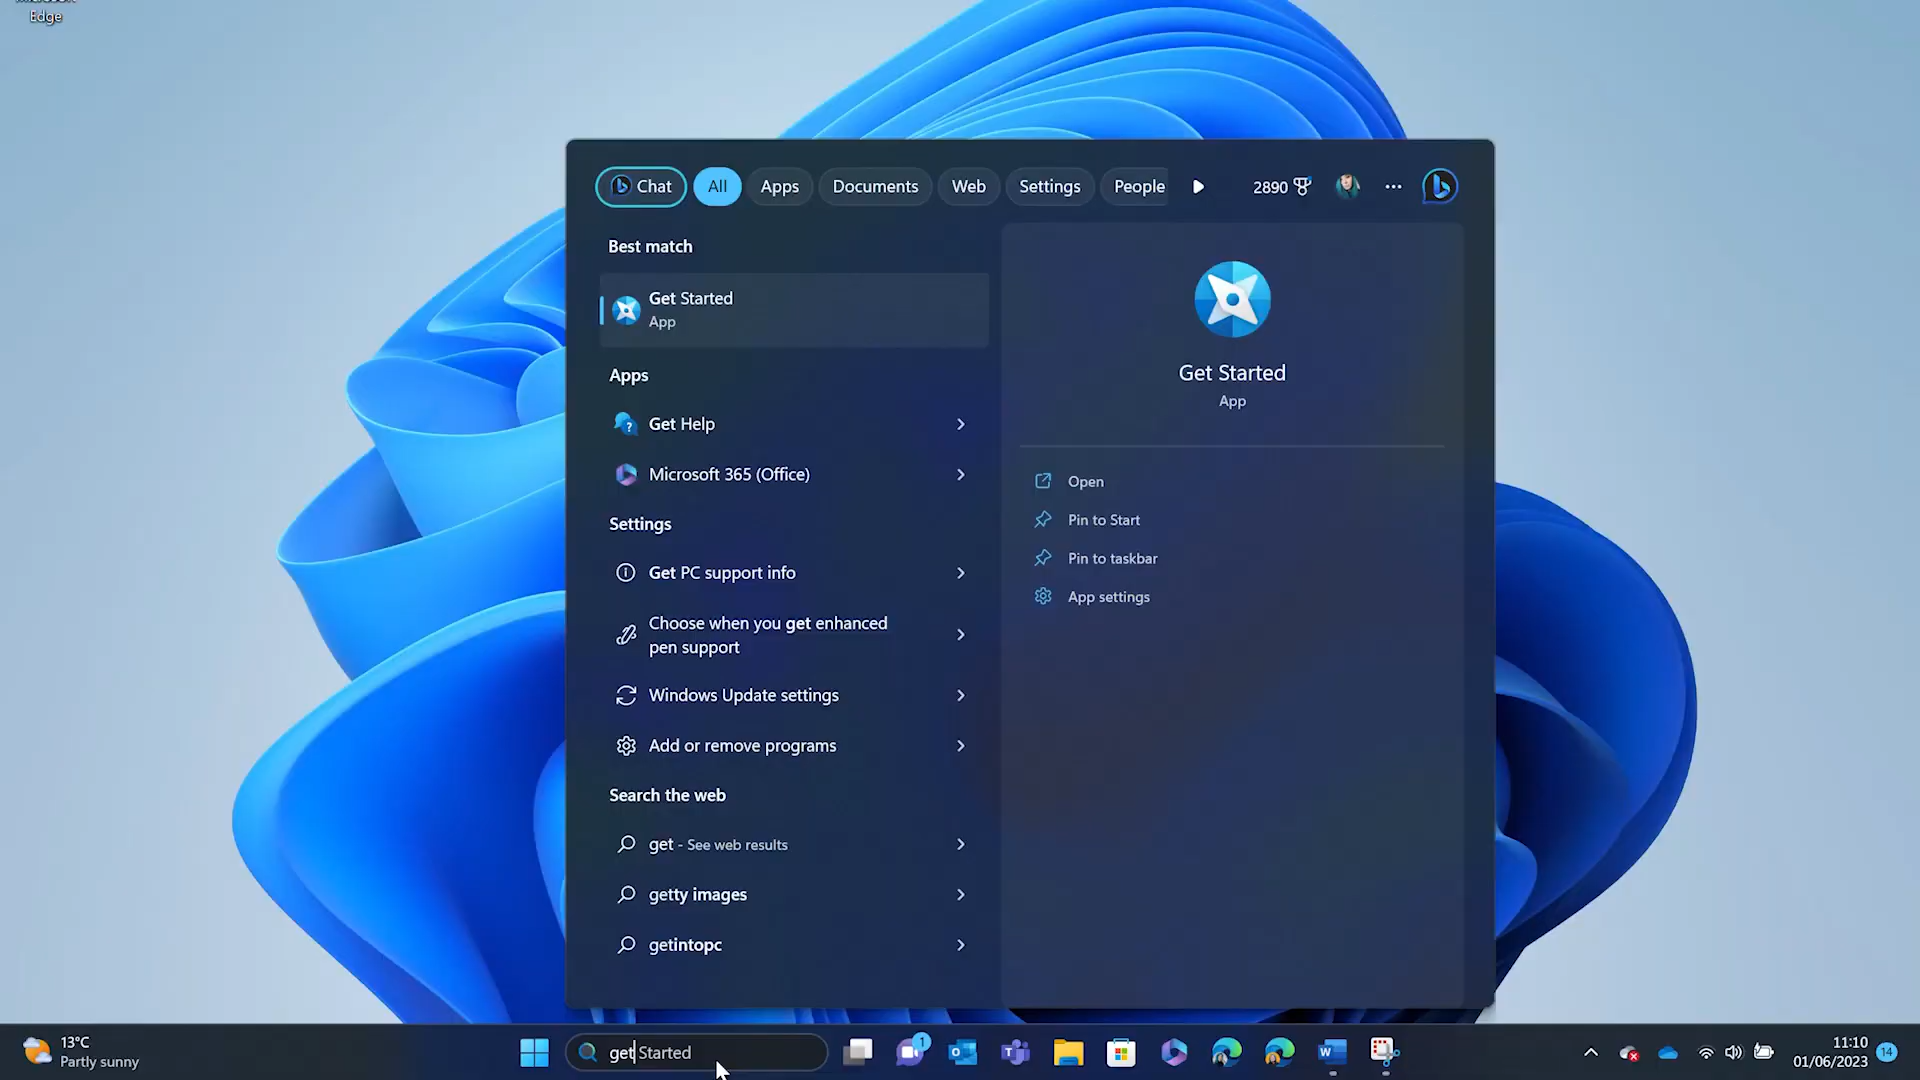 Edge
Chat
All
Apps
Documents
Web
Settings
People
2890
Best match
Get Started
App
Apps
Get Help
Microsoft 365 (Office)
Settings
Get PC support info
Choose when you get enhanced
pen support
Windows Update settings
Add or remove programs
Search the web
get - See web results
getty images
getintopc
Get Started
App
Open
Pin to Start
Pin to taskbar
App settings
13°C
Partly sunny
get Started
1
11:10
01/06/2023
14